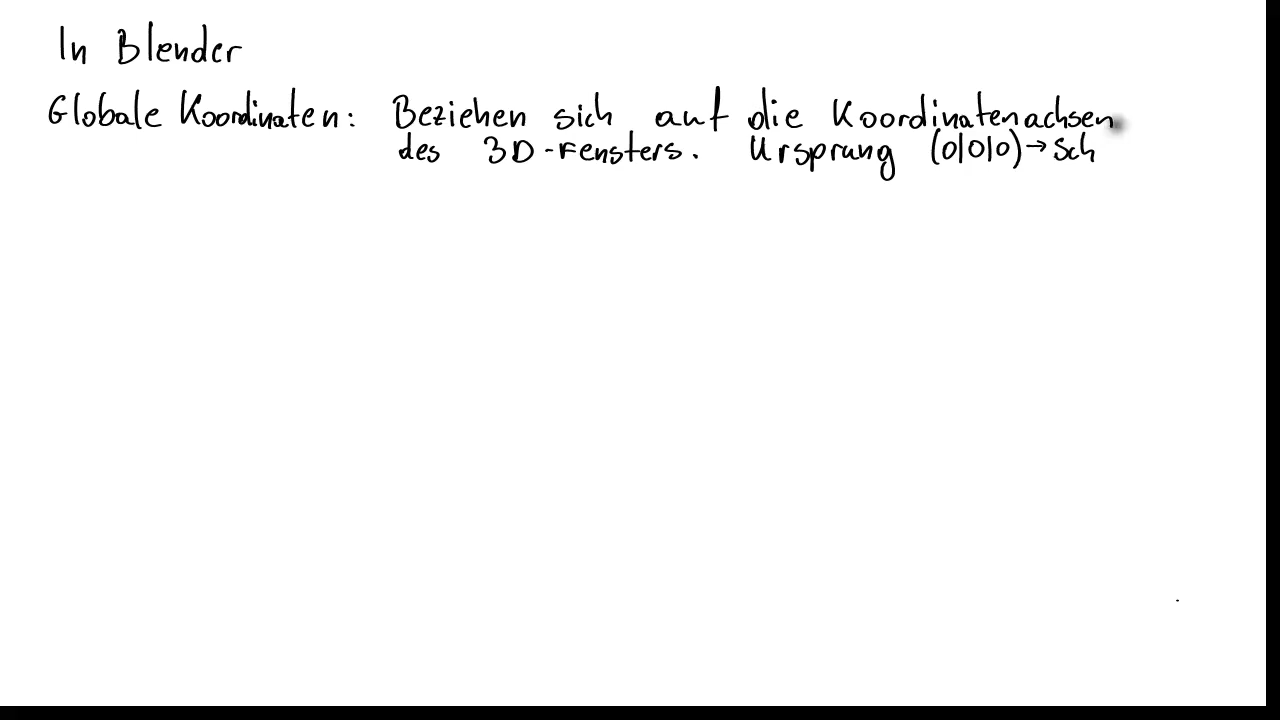 In Blender
Globale Koordinaten: Beziehen sich auf die Koordinatenachsen
des 3D-Fensters. Ursprung (0|0|0)→Sch